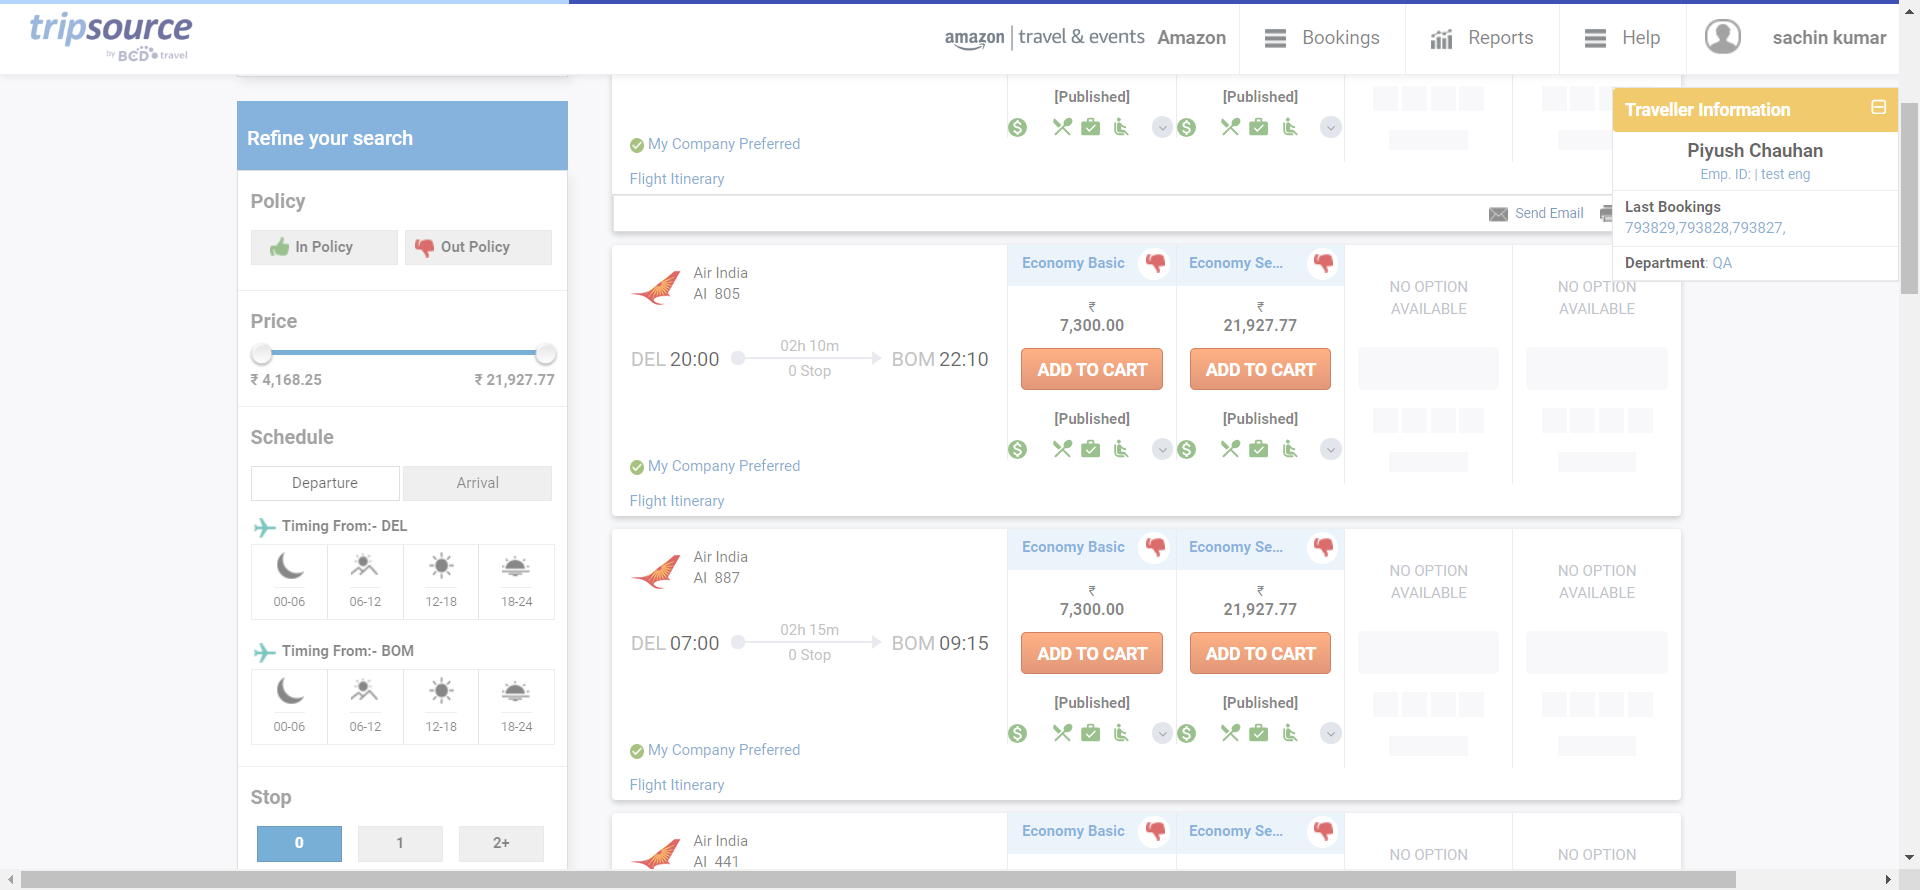 tripsource
by BCD travel
amazon travel & events Amazon
Bookings
Reports
Help
sachin kumar
Refine your search
Policy
In Policy
Out Policy
Price
₹ 4,168.25
₹ 21,927.77
Schedule
Departure
Arrival
Timing From:- DEL
00-06
06-12
12-18
18-24
Timing From:- BOM
00-06
06-12
12-18
18-24
Stop
0
1
2+
[Published]
[Published]
My Company Preferred
Flight Itinerary
Send Email
Traveller Information
Piyush Chauhan
Emp. ID: | test eng
Last Bookings
793829,793828,793827,
Department: QA
Air India
AI 805
Economy Basic
Economy Se...
NO OPTION
AVAILABLE
NO OPTION
AVAILABLE
₹
7,300.00
₹
21,927.77
DEL 20:00
02h 10m
0 Stop
BOM 22:10
ADD TO CART
ADD TO CART
[Published]
[Published]
My Company Preferred
Flight Itinerary
Air India
AI 887
Economy Basic
Economy Se...
NO OPTION
AVAILABLE
NO OPTION
AVAILABLE
₹
7,300.00
₹
21,927.77
DEL 07:00
02h 15m
0 Stop
BOM 09:15
ADD TO CART
ADD TO CART
[Published]
[Published]
My Company Preferred
Flight Itinerary
Air India
AI 441
Economy Basic
Economy Se...
NO OPTION
NO OPTION